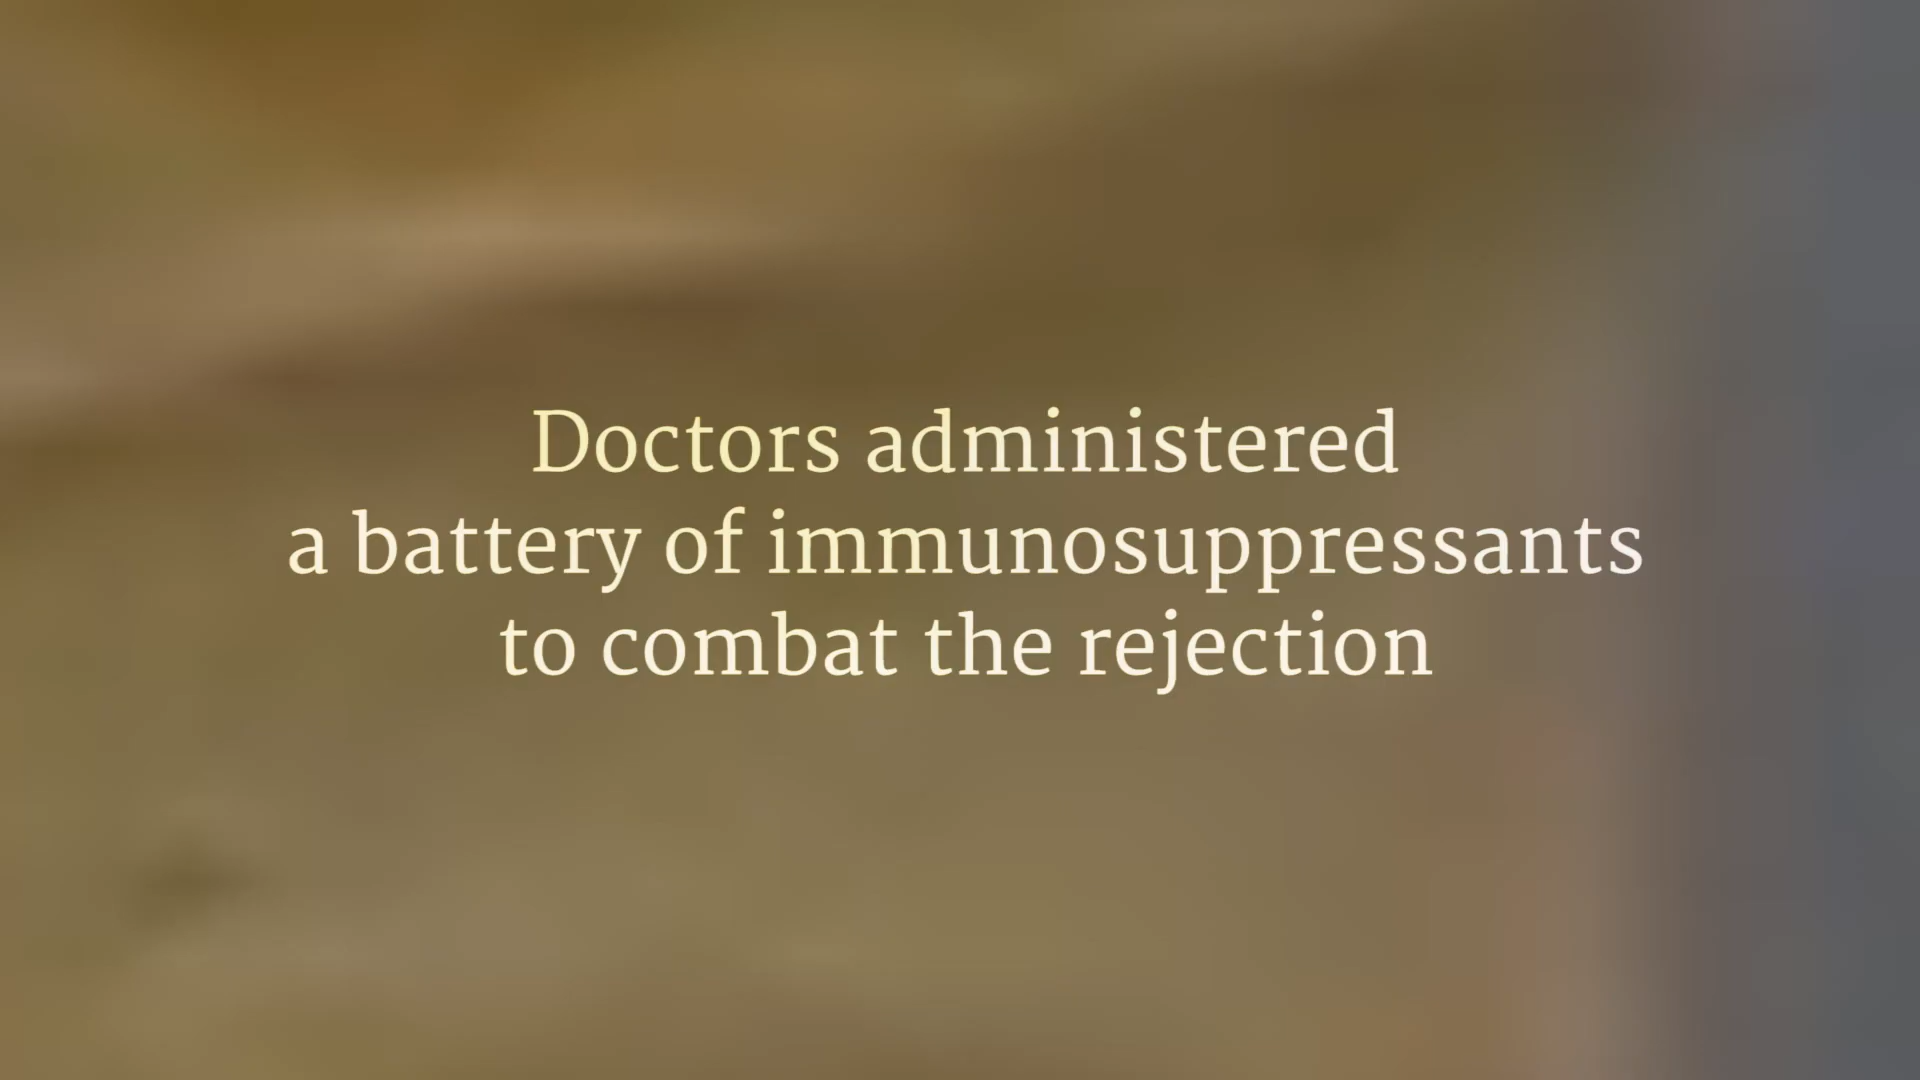 Doctors administered
a battery of immunosuppressants
to combat the rejection